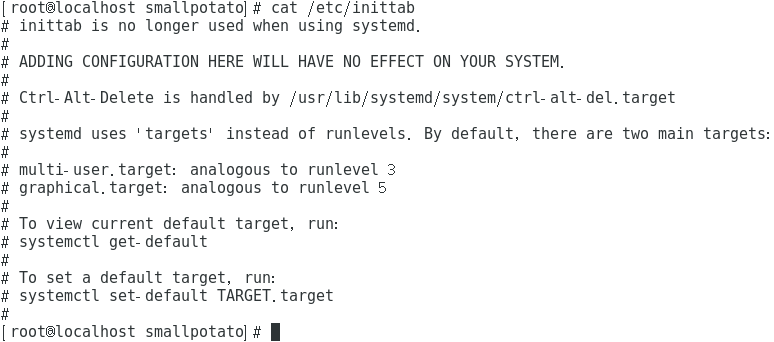 [root@localhost smallpotato]# cat /etc/inittab
# inittab is no longer used when using systemd.
#
# ADDING CONFIGURATION HERE WILL HAVE NO EFFECT ON YOUR SYSTEM.
#
# Ctrl-Alt-Delete is handled by /usr/lib/systemd/system/ctrl-alt-del.target
#
# systemd uses 'targets' instead of runlevels. By default, there are two main targets:
#
# multi-user.target: analogous to runlevel 3
# graphical.target: analogous to runlevel 5
#
# To view current default target, run:
# systemctl get-default
#
# To set a default target, run:
# systemctl set-default TARGET.target
#
[root@localhost smallpotato]#